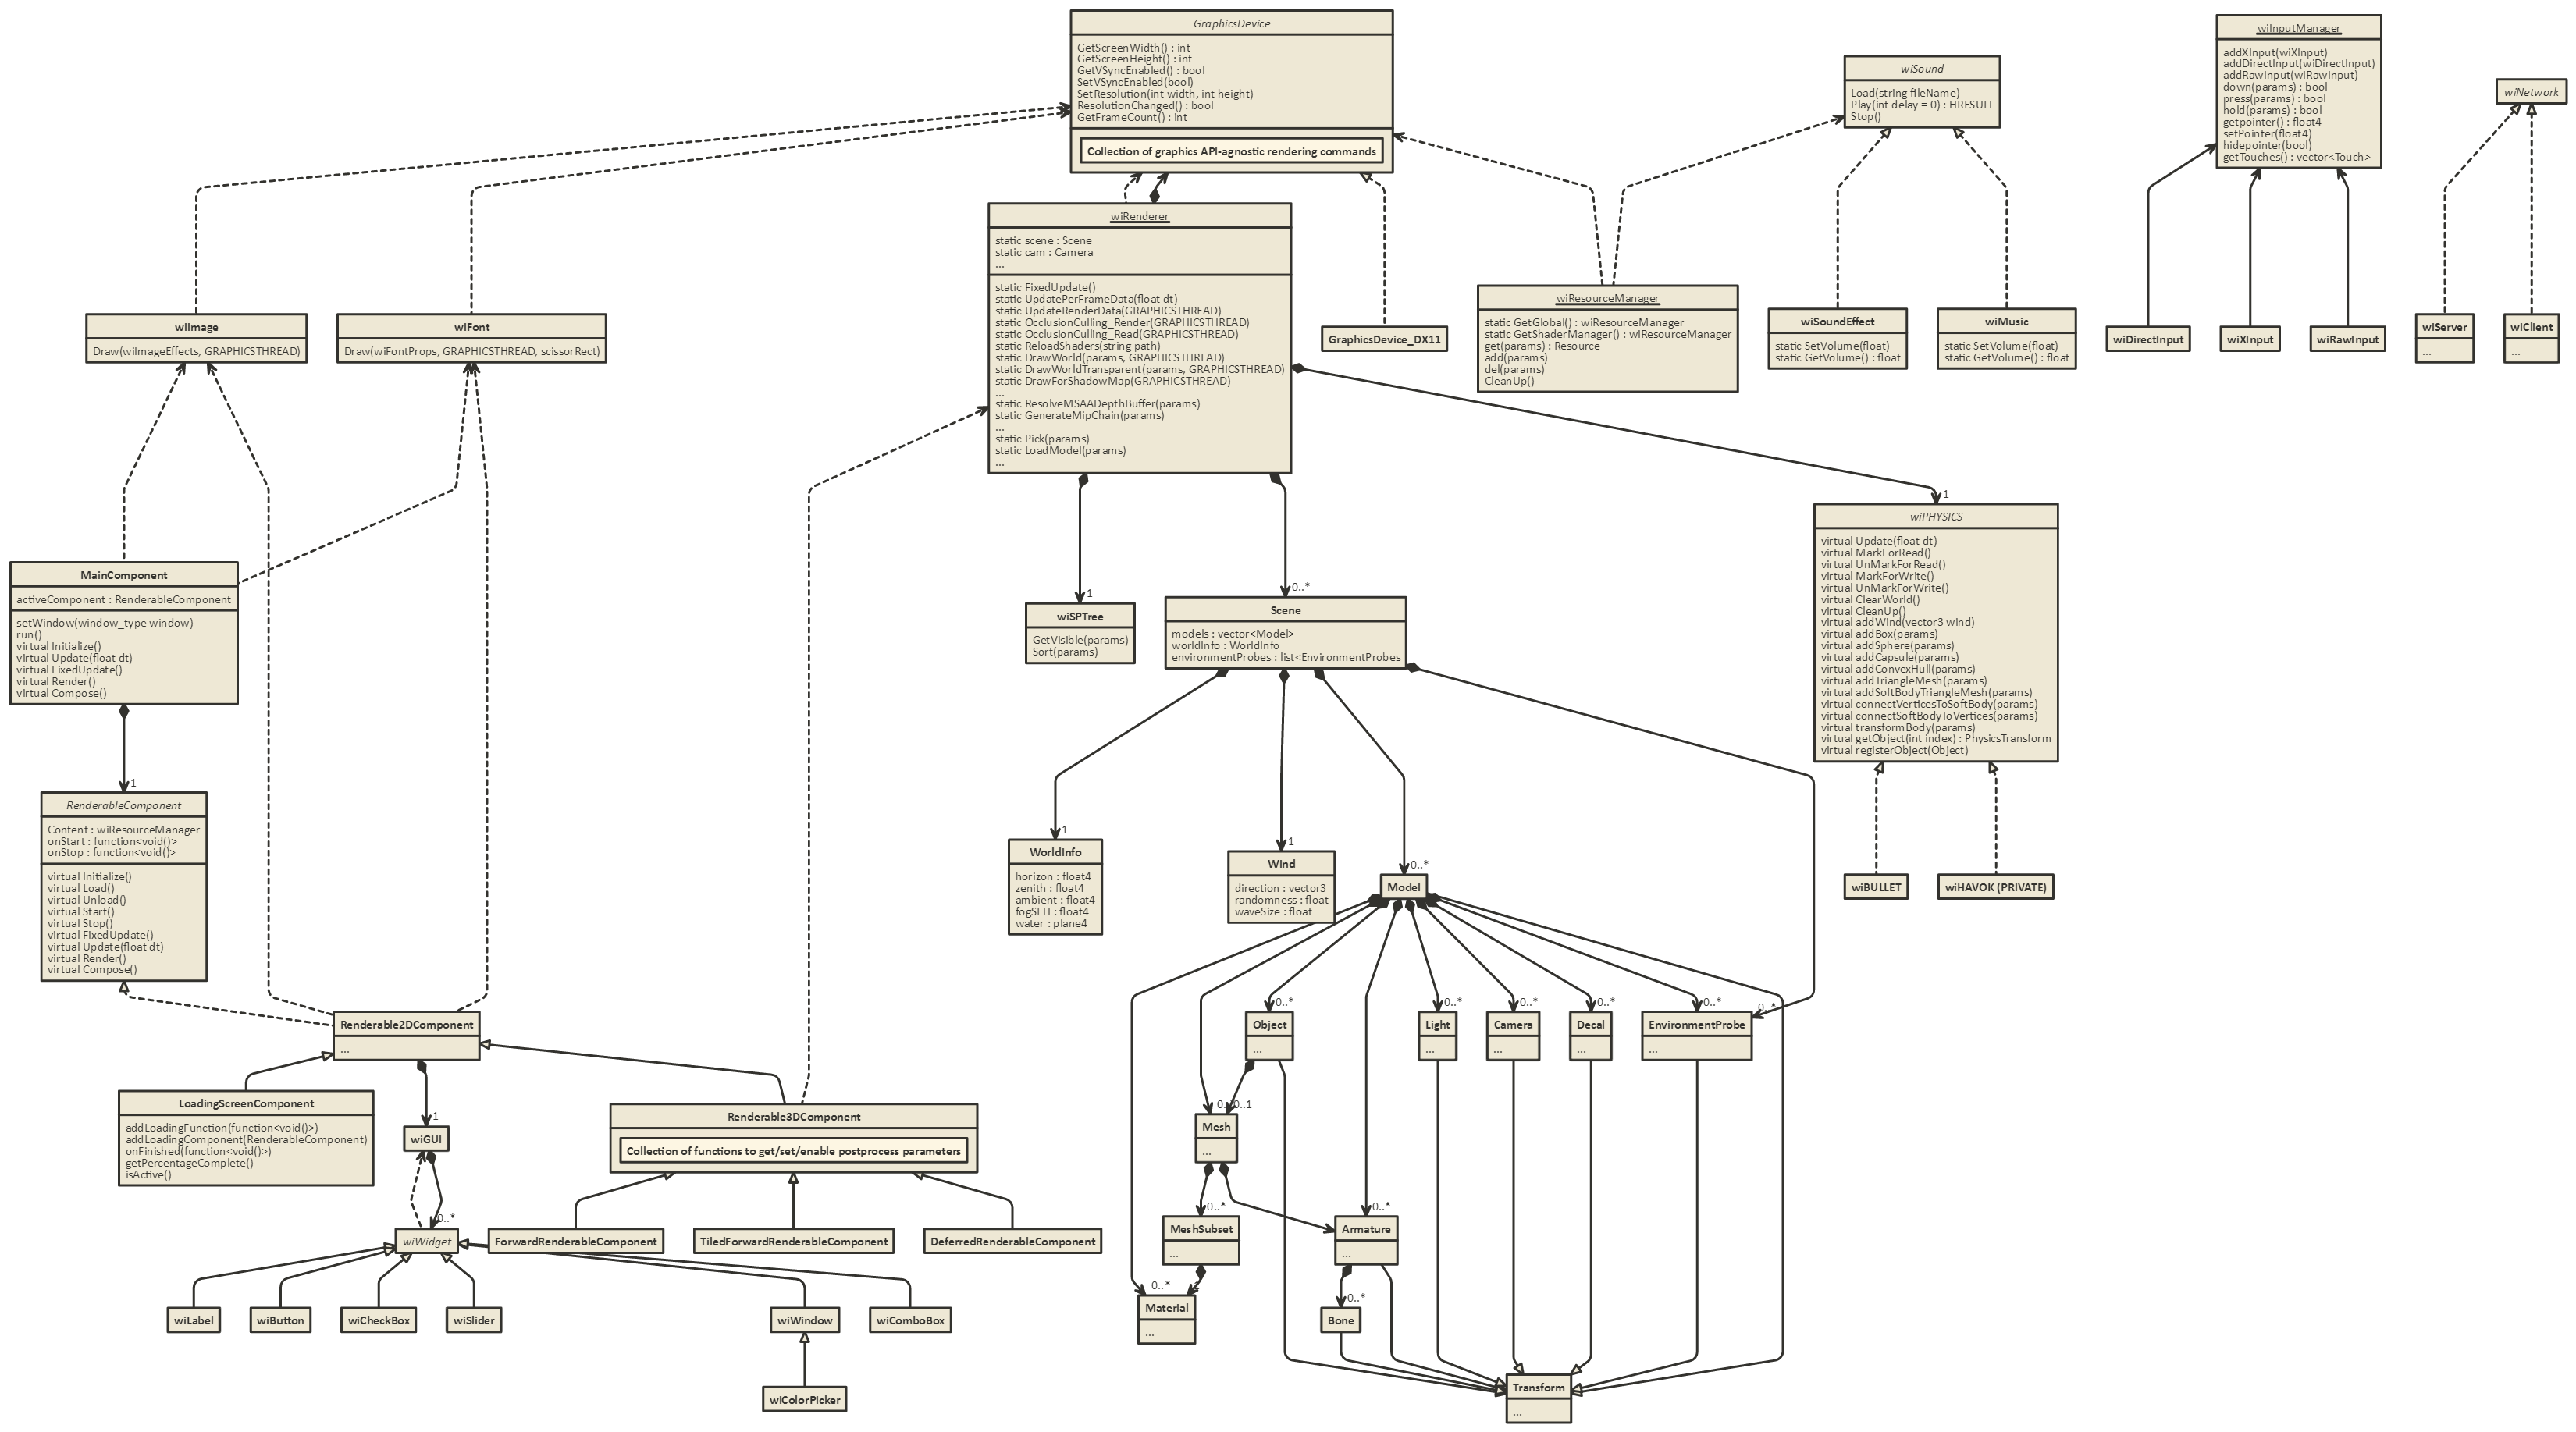 GraphicsDevice
GetScreenWidth() : int
GetScreenHeight() : int
GetVSyncEnabled() : bool
SetVSyncEnabled(bool)
SetResolution(int width, int height)
ResolutionChanged() : bool
GetFrameCount() : int
Collection of graphics API-agnostic rendering commands
wiSound
Load(string fileName)
Play(int delay = 0) : HRESULT
Stop()
wiInputManager
addXInput(wiXInput)
addDirectInput(wiDirectInput)
addRawInput(wiRawInput)
down(params) : bool
press(params) : bool
hold(params) : bool
getpointer() : float4
setPointer(float4)
hidepointer(bool)
getTouches() : vector<Touch>
wiNetwork
wiRenderer
static scene : Scene
static cam : Camera
...
static FixedUpdate()
static UpdatePerFrameData(float dt)
static UpdateRenderData(GRAPHICSTHREAD)
static OcclusionCulling_Render(GRAPHICSTHREAD)
static OcclusionCulling_Read(GRAPHICSTHREAD)
static ReloadShaders(string path)
static DrawWorld(params, GRAPHICSTHREAD)
static DrawWorldTransparent(params, GRAPHICSTHREAD)
static DrawForShadowMap(GRAPHICSTHREAD)
...
static ResolveMSAADepthBuffer(params)
static GenerateMipChain(params)
...
static Pick(params)
static LoadModel(params)
...
wiImage
Draw(wiImageEffects, GRAPHICSTHREAD)
wiFont
Draw(wiFontProps, GRAPHICSTHREAD, scissorRect)
GraphicsDevice_DX11
wiResourceManager
static GetGlobal() : wiResourceManager
static GetShaderManager() : wiResourceManager
get(params) : Resource
add(params)
del(params)
CleanUp()
wiSoundEffect
static SetVolume(float)
static GetVolume() : float
wiMusic
static SetVolume(float)
static GetVolume() : float
wiDirectInput
wiXInput
wiRawInput
wiServer
...
wiClient
...
MainComponent
activeComponent : RenderableComponent
setWindow(window_type window)
run()
virtual Initialize()
virtual Update(float dt)
virtual FixedUpdate()
virtual Render()
virtual Compose()
1
wiSPTree
GetVisible(params)
Sort(params)
0..*
Scene
models : vector<Model>
worldInfo : WorldInfo
environmentProbes : list<EnvironmentProbes
1
wiPHYSICS
virtual Update(float dt)
virtual MarkForRead()
virtual UnMarkForRead()
virtual MarkForWrite()
virtual UnMarkForWrite()
virtual ClearWorld()
virtual CleanUp()
virtual addWind(vector3 wind)
virtual addBox(params)
virtual addSphere(params)
virtual addCapsule(params)
virtual addConvexHull(params)
virtual addTriangleMesh(params)
virtual addSoftBodyTriangleMesh(params)
virtual connectVerticesToSoftBody(params)
virtual connectSoftBodyToVertices(params)
virtual transformBody(params)
virtual getObject(int index) : PhysicsTransform
virtual registerObject(Object)
1
RenderableComponent
Content : wiResourceManager
onStart : function<void()>
onStop : function<void()>
virtual Initialize()
virtual Load()
virtual Unload()
virtual Start()
virtual Stop()
virtual FixedUpdate()
virtual Update(float dt)
virtual Render()
virtual Compose()
1
WorldInfo
horizon : float4
zenith : float4
ambient : float4
fogSEH : float4
water : plane4
1
Wind
direction : vector3
randomness : float
waveSize : float
0..*
Model
wiBULLET
wiHAVOK (PRIVATE)
Renderable2DComponent
...
0..*
Object
...
0..*
Light
...
0..*
Camera
...
0..*
Decal
...
0..*
0..*
EnvironmentProbe
...
LoadingScreenComponent
addLoadingFunction(function<void()>)
addLoadingComponent(RenderableComponent)
onFinished(function<void()>)
getPercentageComplete()
isActive()
1
wiGUI
Renderable3DComponent
Collection of functions to get/set/enable postprocess parameters
0..1
Mesh
...
0..*
wiWidget
ForwardRenderableComponent
TiledForwardRenderableComponent
DeferredRenderableComponent
0..*
MeshSubset
...
0..*
Armature
...
wiLabel
wiButton
wiCheckBox
wiSlider
wiWindow
wiComboBox
0..*
Material
...
0..*
Bone
wiColorPicker
Transform
...